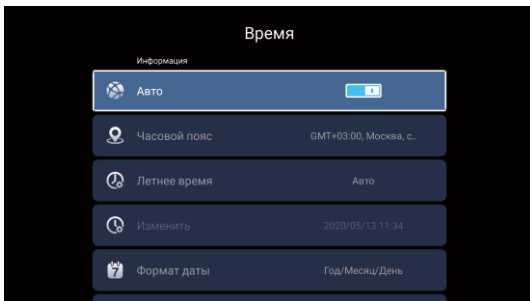 Время
Информация
Авто
Часовой пояс GMT+03:00, Москва, с..
Летнее время Авто
Изменить 2020/05/13 11:34
7 Формат даты Год/Месяц/День